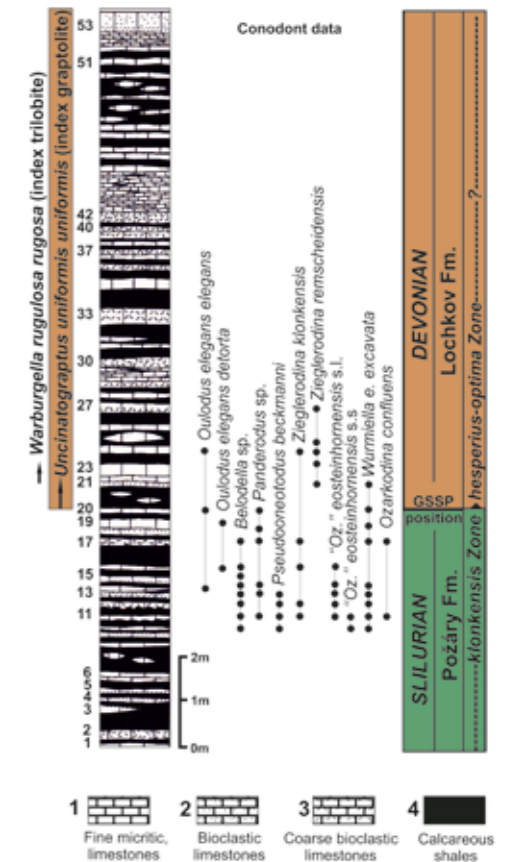 Conodont data
Warburgella rugulosa rugosa (index trilobite)
Uncinatograptus uniformis uniformis (index graptolite)
53
51
42
40
37
33
30
27
23
21
20
19
17
15
13
11
6
5
4
3
2
1
2m
1m
0m
Oulodus elegans elegans
Oulodus elegans detorta
Belodella sp.
Panderodus sp.
Pseudooneotodus beckmanni
Zieglerodina klonkensis
Zieglerodina remscheidensis
"Oz." eosteinhornensis s.l.
"Oz." eosteinhornensis s.s
Wurmiella e. excavata
Ozarkodina confluens
DEVONIAN
Lochkov Fm.
hesperius-optima Zone
?
GSSP
position
SLILURIAN
Požáry Fm.
klonkensis Zone
1
Fine micritic,
limestones
2
Bioclastic
limestones
3
Coarse bioclastic
limestones
4
Calcareous
shales